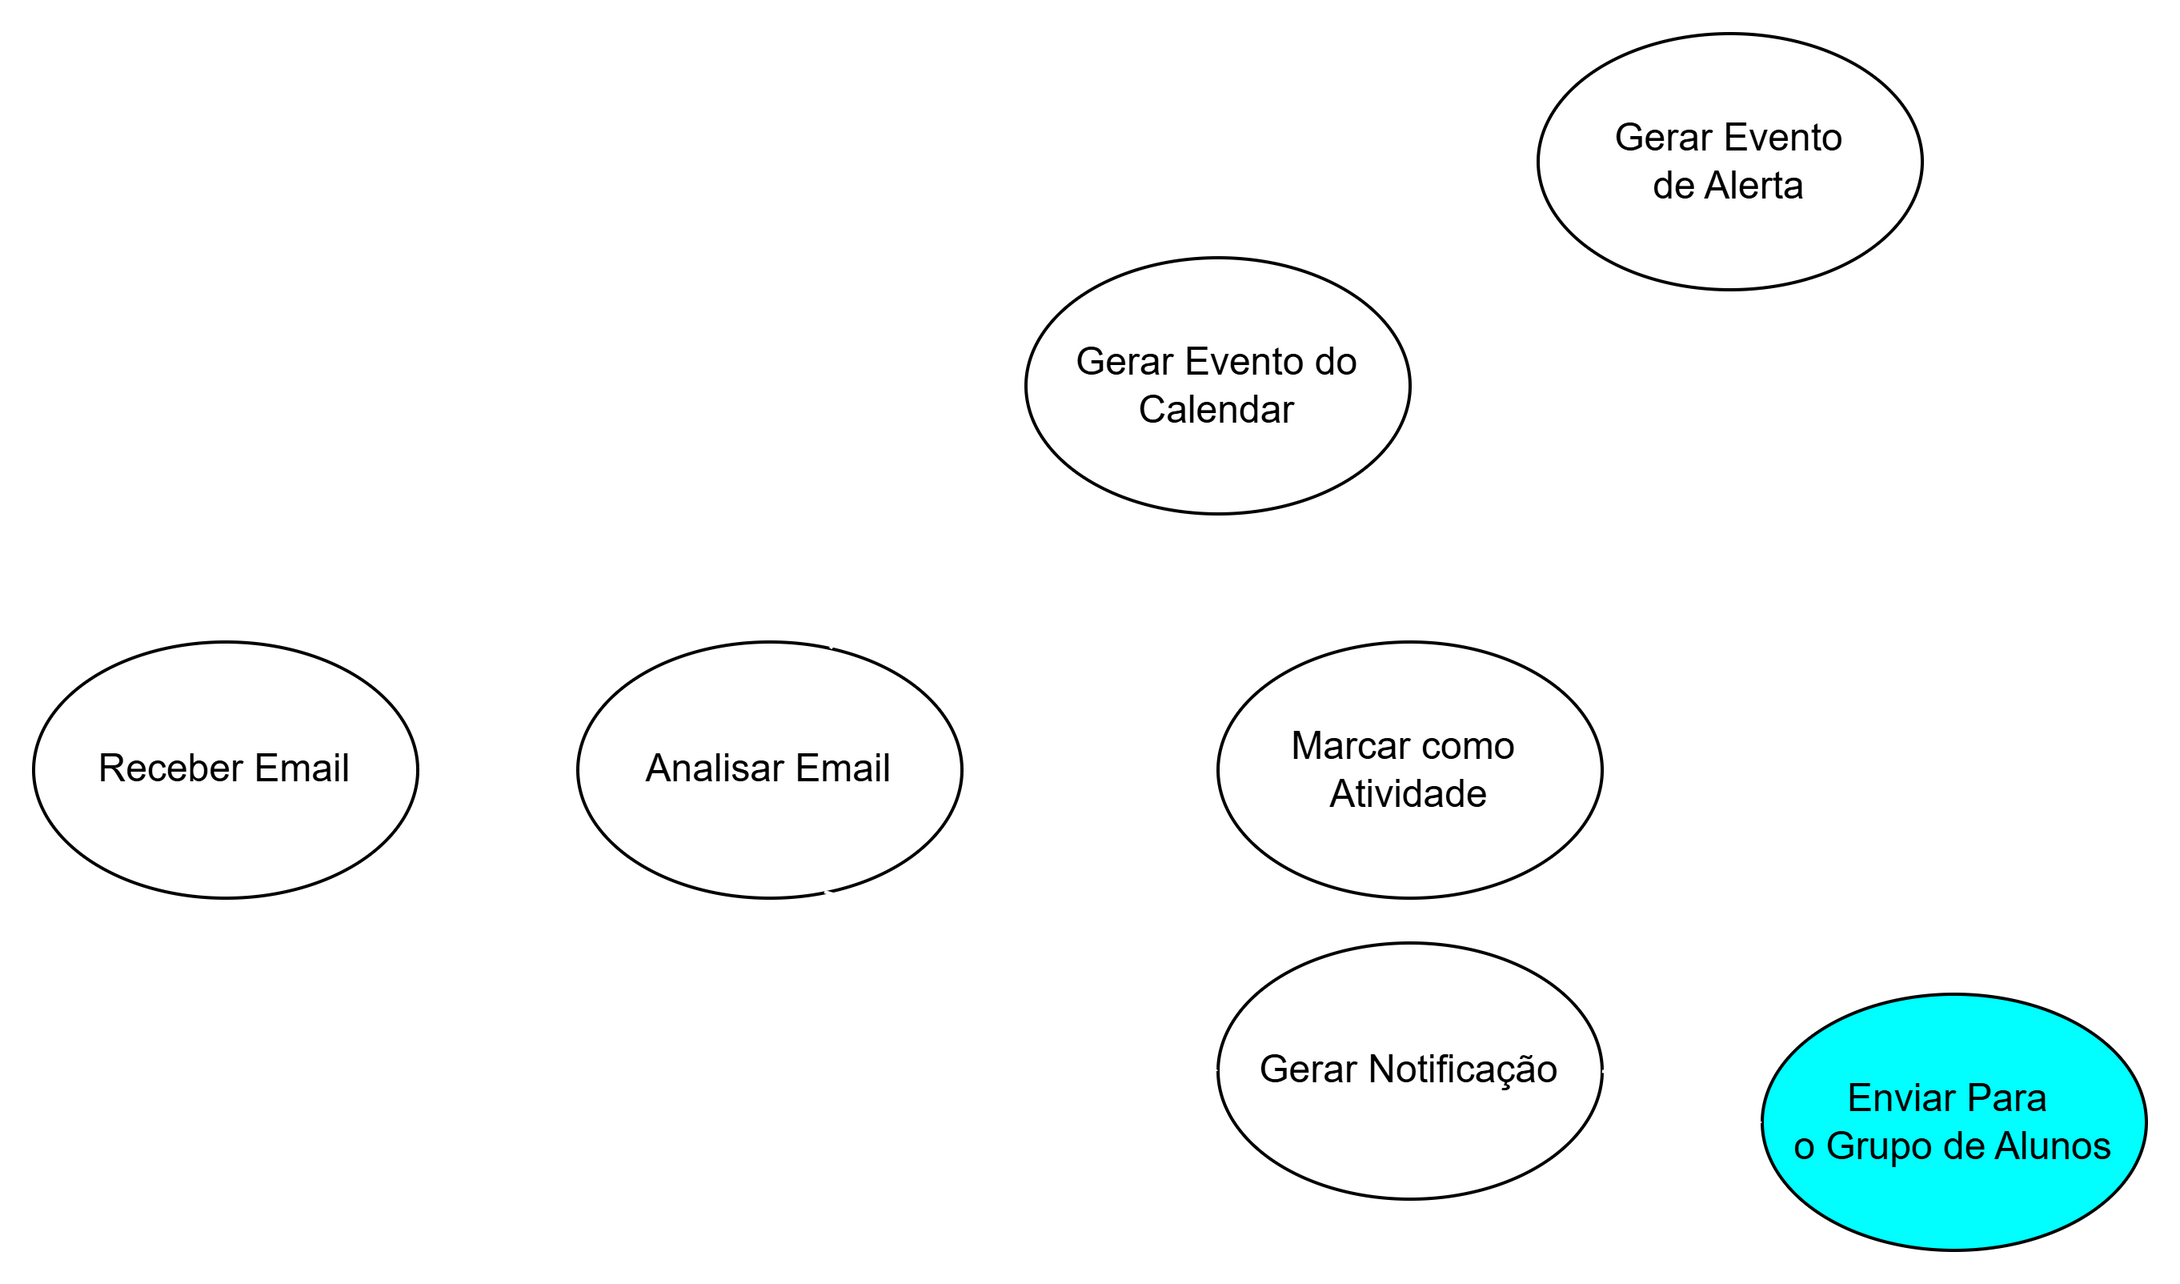 Gerar Evento
de Alerta
Gerar Evento do
Calendar
Receber Email
Analisar Email
Marcar como
Atividade
Gerar Notificação
Enviar Para
o Grupo de Alunos